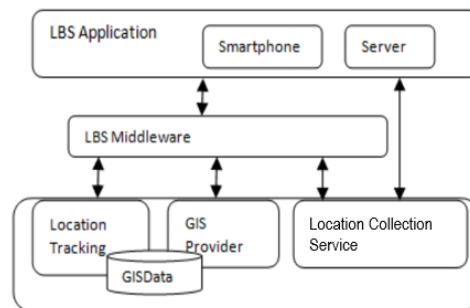 LBS Application
Smartphone
Server
LBS Middleware
Location
Tracking
GIS
Provider
Location Collection
Service
GISData